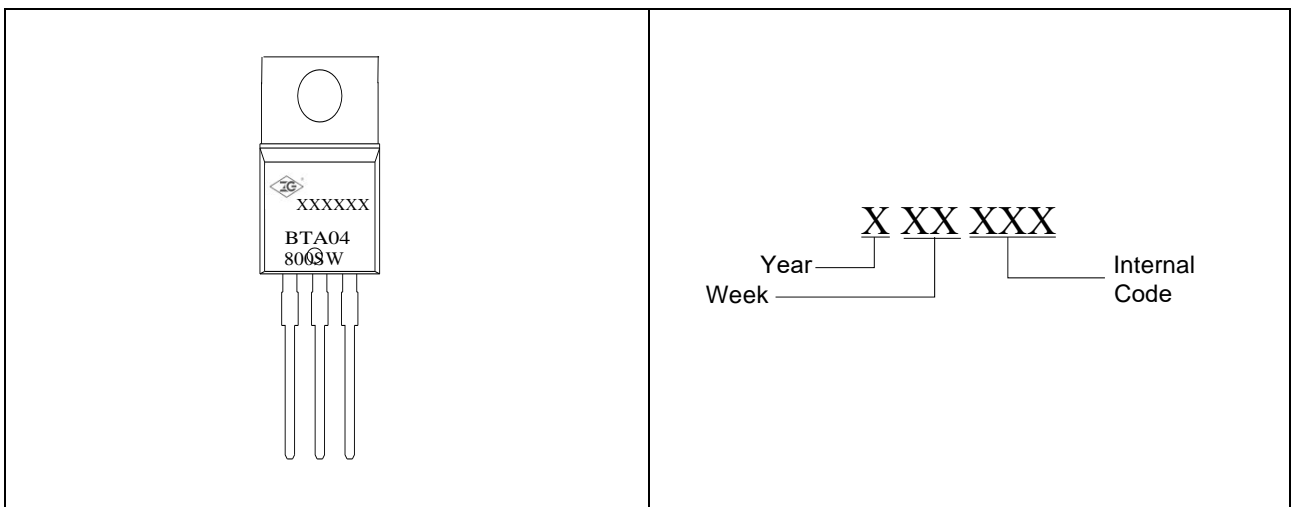 XXXXXX
BTA04
800SW
X XX XXX
Year
Week
Internal
Code